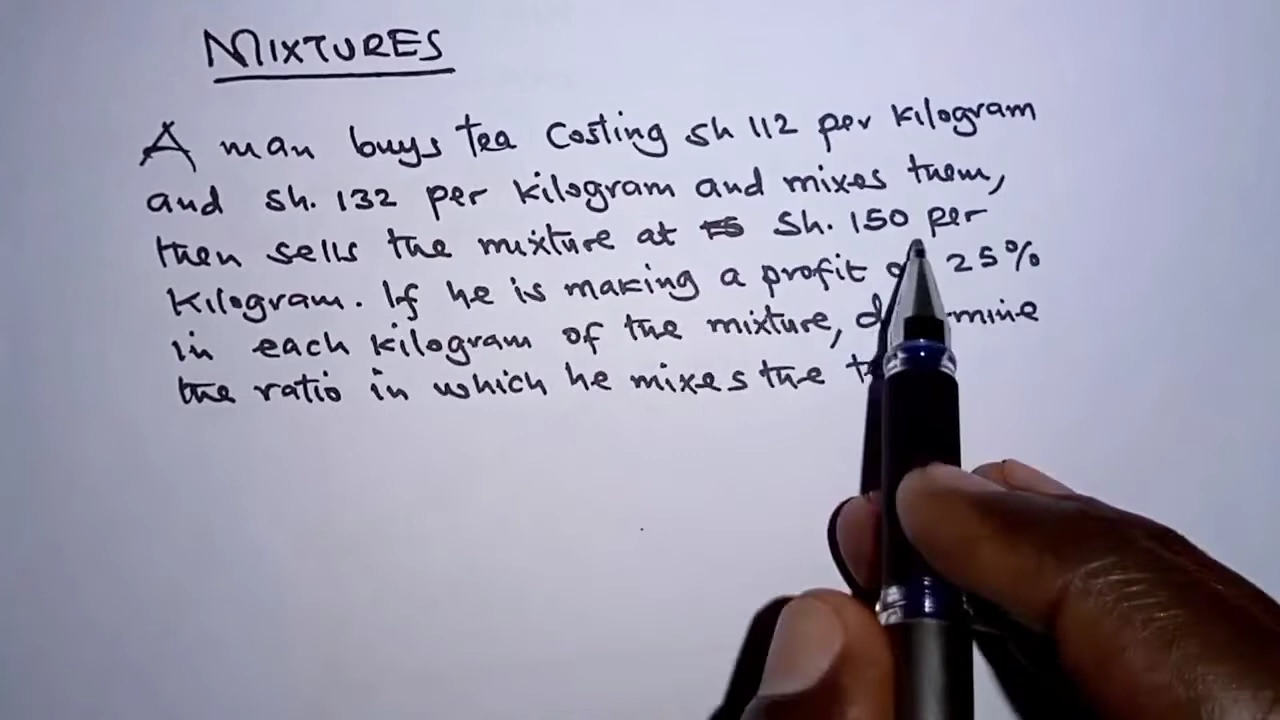 MIXTURES
A man buys tea costing sh 112 per kilogram
and sh. 132 per kilogram and mixes them,
then sells the mixture at sh. 150 per
kilogram. If he is making a profit 25%
in each kilogram of the mixture,
the ratio in which he mixes the